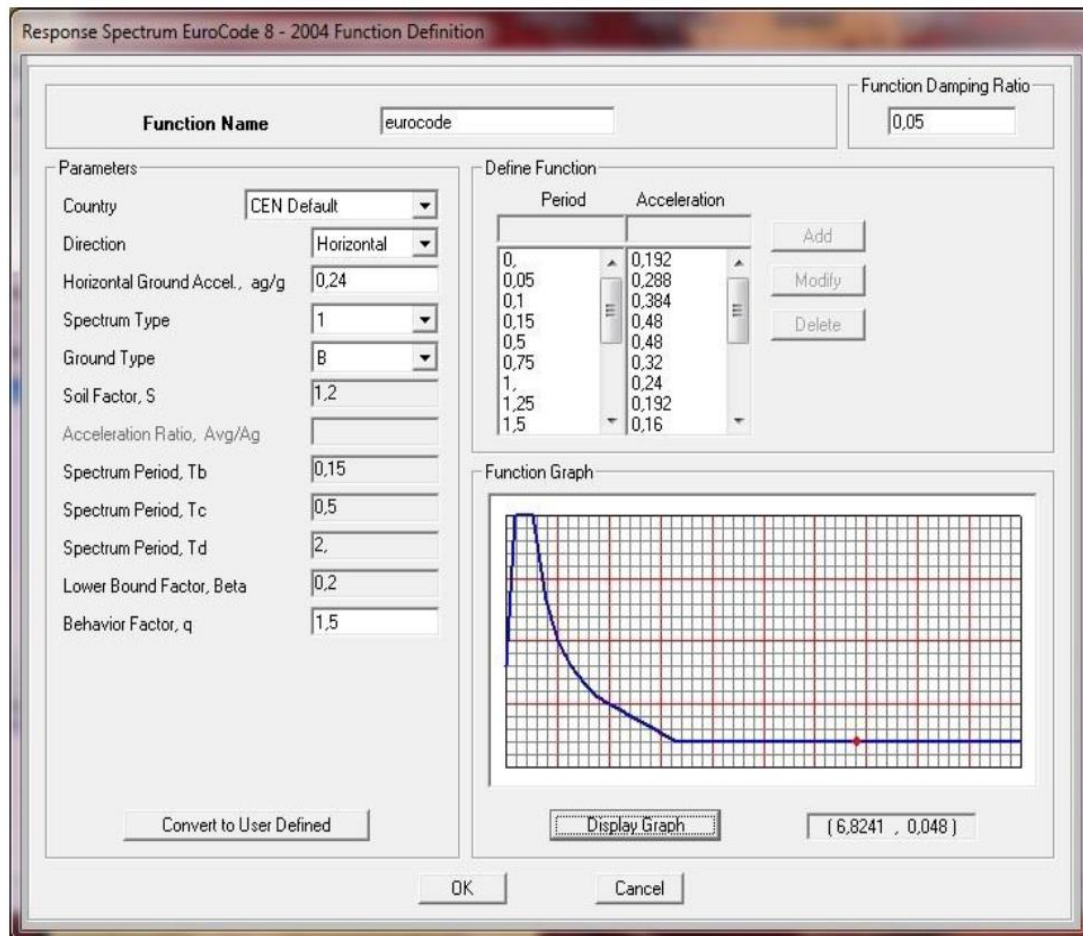 Response Spectrum EuroCode 8 - 2004 Function Definition
Function Damping Ratio
Function Name eurocode 0,05
Parameters
Country CEN Default
Direction Horizontal
Horizontal Ground Accel., ag/g 0,24
Spectrum Type 1
Ground Type B
Soil Factor, S 1,2
Acceleration Ratio, Avg/Ag
Spectrum Period, Tb 0,15
Spectrum Period, Tc 0,5
Spectrum Period, Td 2,
Lower Bound Factor, Beta 0,2
Behavior Factor, q 1,5
Convert to User Defined
Define Function
Period Acceleration
0, 0,192
0,05 0,288
0,1 0,384
0,15 0,48
0,5 0,48
0,75 0,32
1, 0,24
1,25 0,192
1,5 0,16
Add
Modify
Delete
Function Graph
Display Graph (6,8241 , 0,048 )
OK Cancel